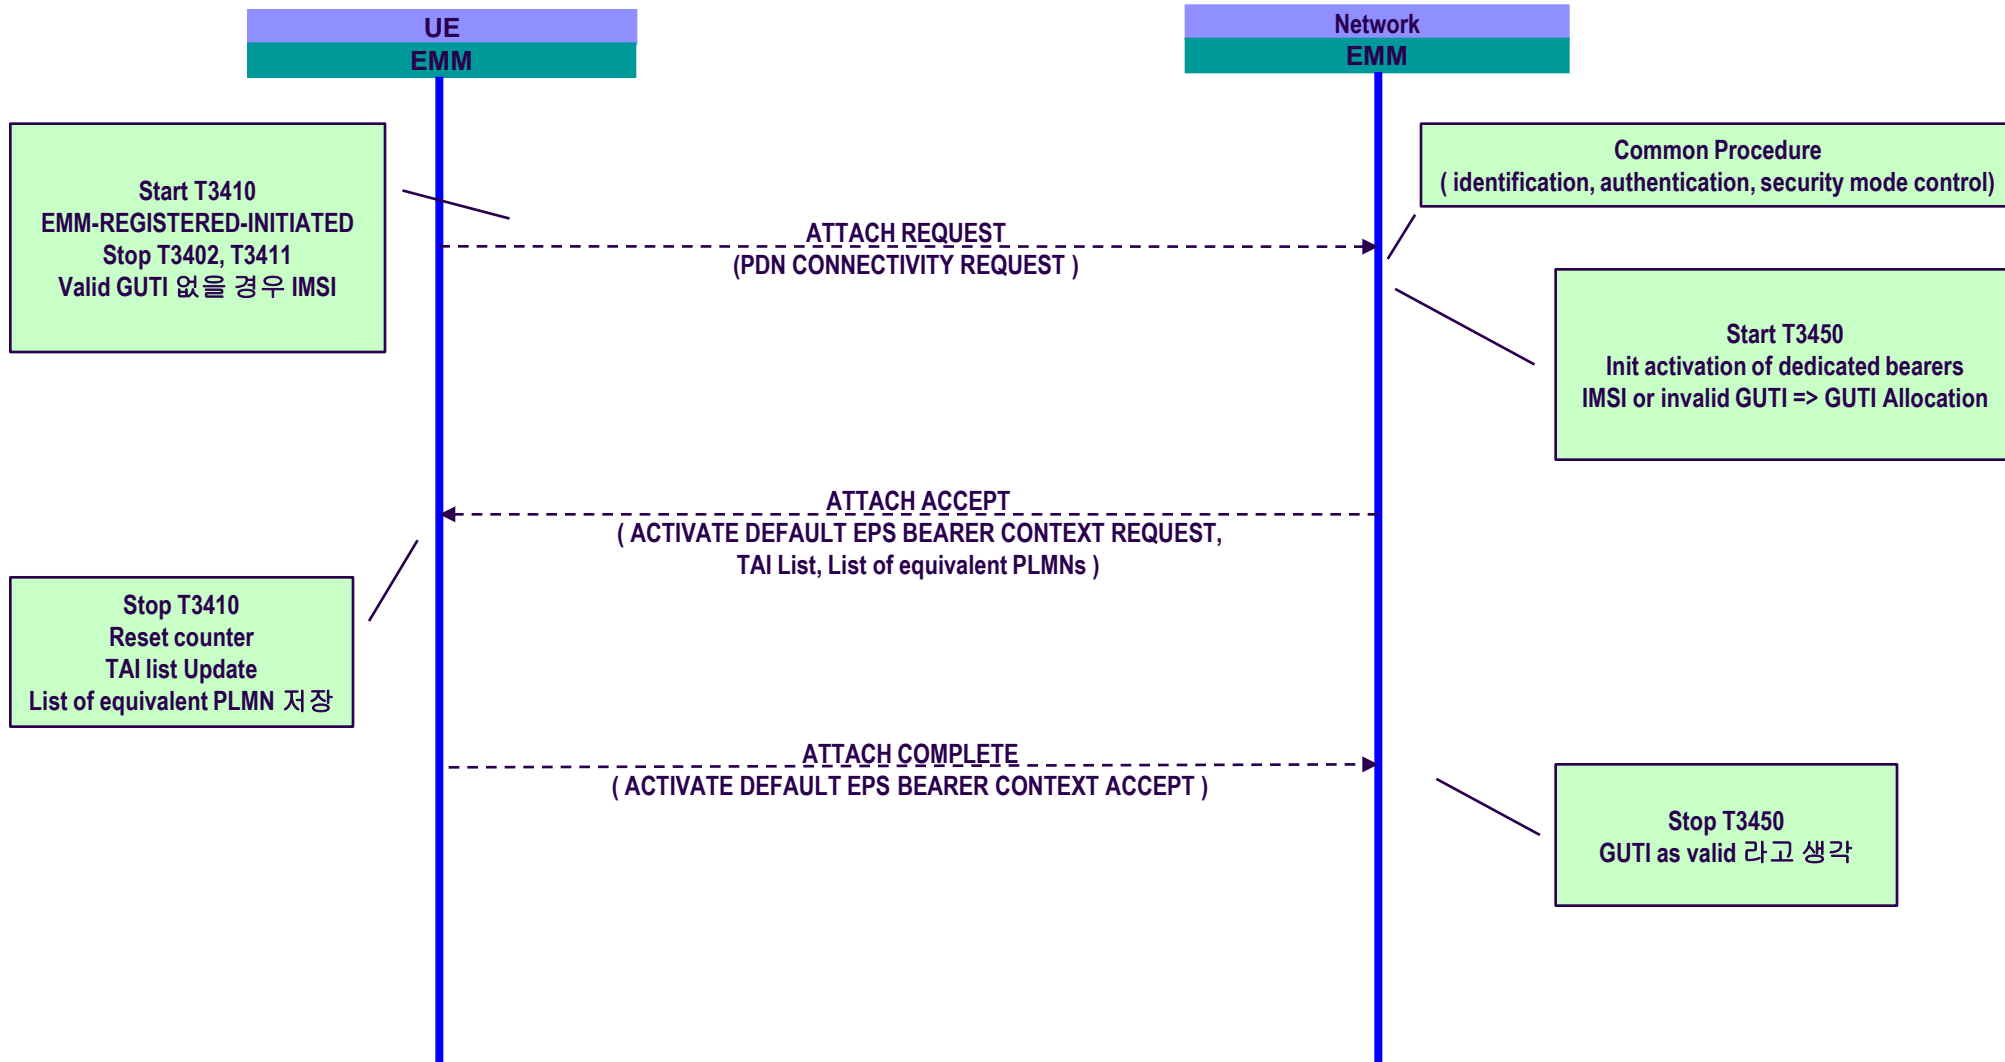 UE
EMM
Network
EMM
Start T3410
EMM-REGISTERED-INITIATED
Stop T3402, T3411
Valid GUTI 없을 경우 IMSI
Common Procedure
( identification, authentication, security mode control)
ATTACH REQUEST
(PDN CONNECTIVITY REQUEST )
Start T3450
Init activation of dedicated bearers
IMSI or invalid GUTI => GUTI Allocation
ATTACH ACCEPT
( ACTIVATE DEFAULT EPS BEARER CONTEXT REQUEST,
TAI List, List of equivalent PLMNs )
Stop T3410
Reset counter
TAI list Update
List of equivalent PLMN 저장
ATTACH COMPLETE
( ACTIVATE DEFAULT EPS BEARER CONTEXT ACCEPT )
Stop T3450
GUTI as valid 라고 생각